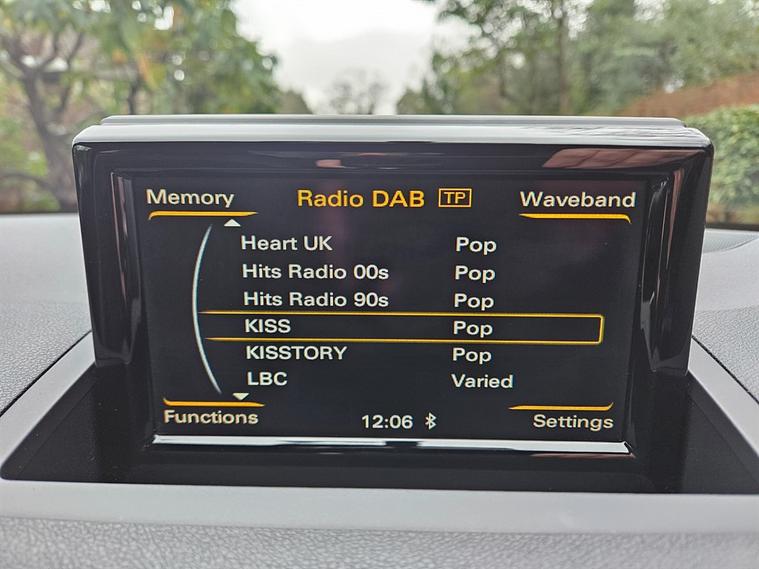 Memory Radio DAB TP Waveband
Heart UK Pop
Hits Radio 00s Pop
Hits Radio 90s Pop
KISS Pop
KISSTORY Pop
LBC Varied
Functions 12:06 Settings